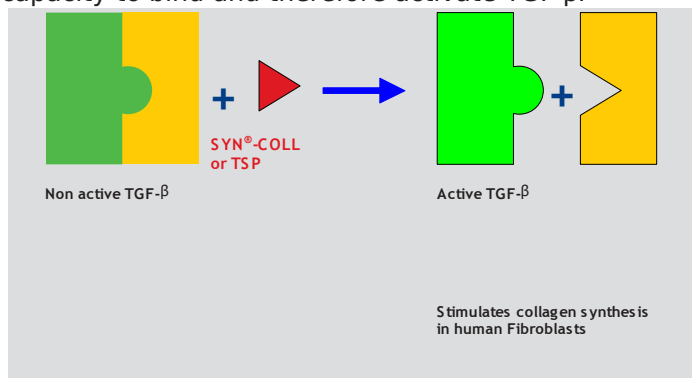 capacity to bind and therefore activate TGF-β.
+
+
SYN®-COLL
or TSP
Non active TGF-β
Active TGF-β
Stimulates collagen synthesis
in human Fibroblasts